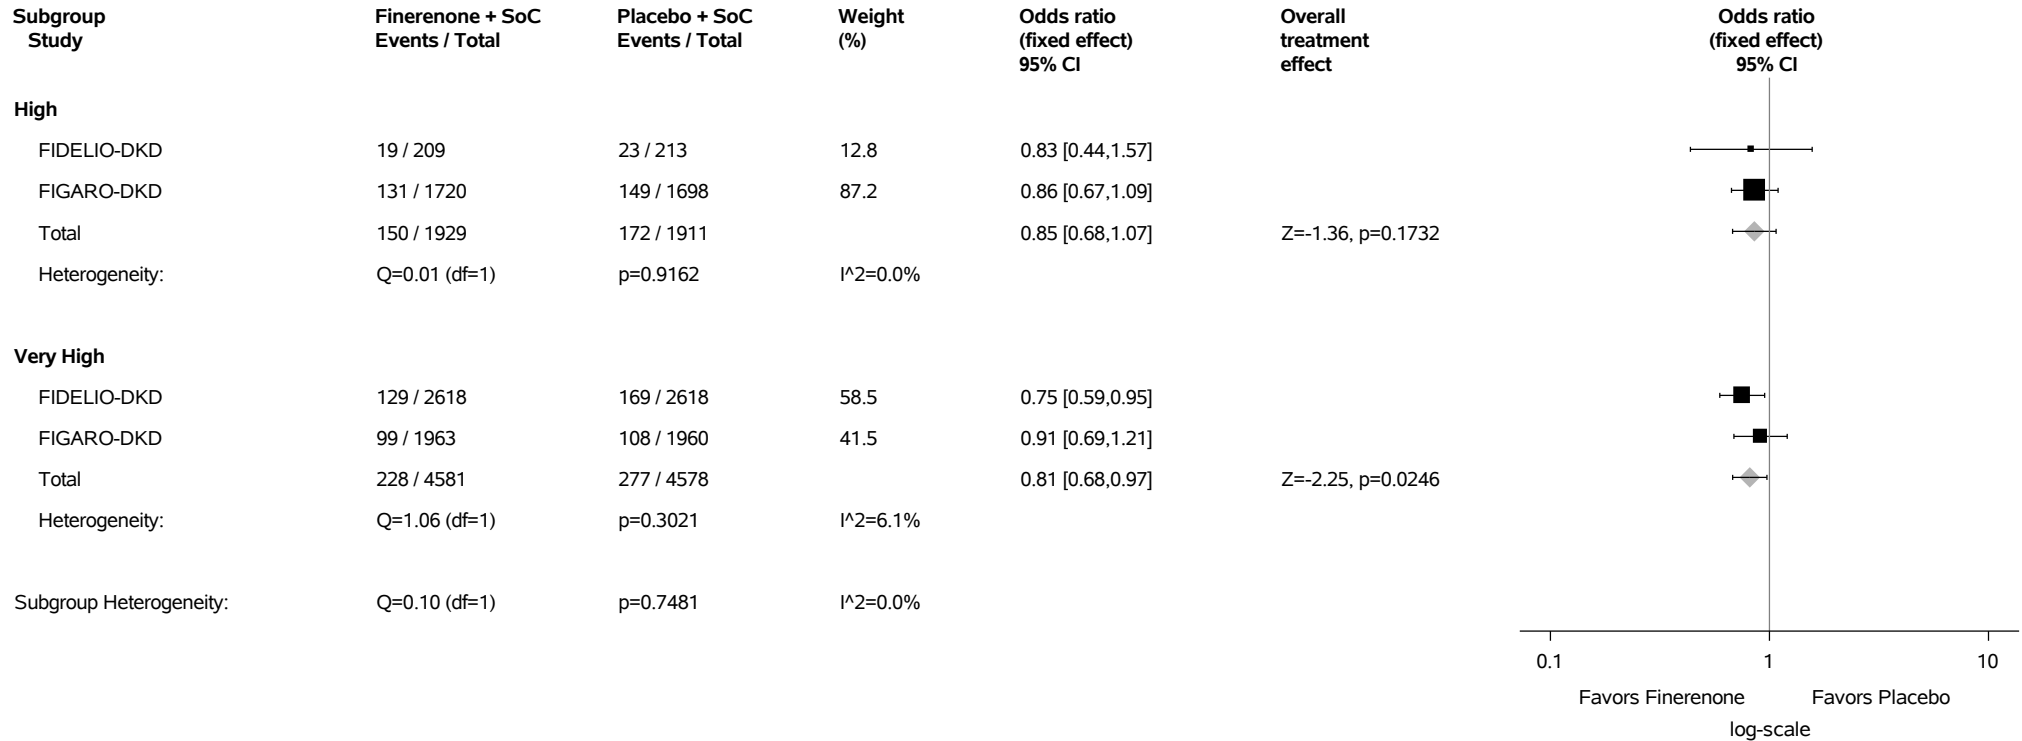 Subgroup Finerenone + SoC Placebo + SoC Weight Odds ratio Overall Odds ratio
Study Events / Total Events / Total (%) (fixed effect) treatment (fixed effect)
95% CI effect 95% CI
High
FIDELIO-DKD 19 / 209 23 / 213 12.8 0.83 [0.44,1.57]
FIGARO-DKD 131 / 1720 149 / 1698 87.2 0.86 [0.67,1.09]
Total 150 / 1929 172 / 1911 0.85 [0.68,1.07] Z=-1.36, p=0.1732
Heterogeneity: Q=0.01 (df=1) p=0.9162 I^2=0.0%
Very High
FIDELIO-DKD 129 / 2618 169 / 2618 58.5 0.75 [0.59,0.95]
FIGARO-DKD 99 / 1963 108 / 1960 41.5 0.91 [0.69,1.21]
Total 228 / 4581 277 / 4578 0.81 [0.68,0.97] Z=-2.25, p=0.0246
Heterogeneity: Q=1.06 (df=1) p=0.3021 I^2=6.1%
Subgroup Heterogeneity: Q=0.10 (df=1) p=0.7481 I^2=0.0%
0.1 1 10
Favors Finerenone Favors Placebo
log-scale